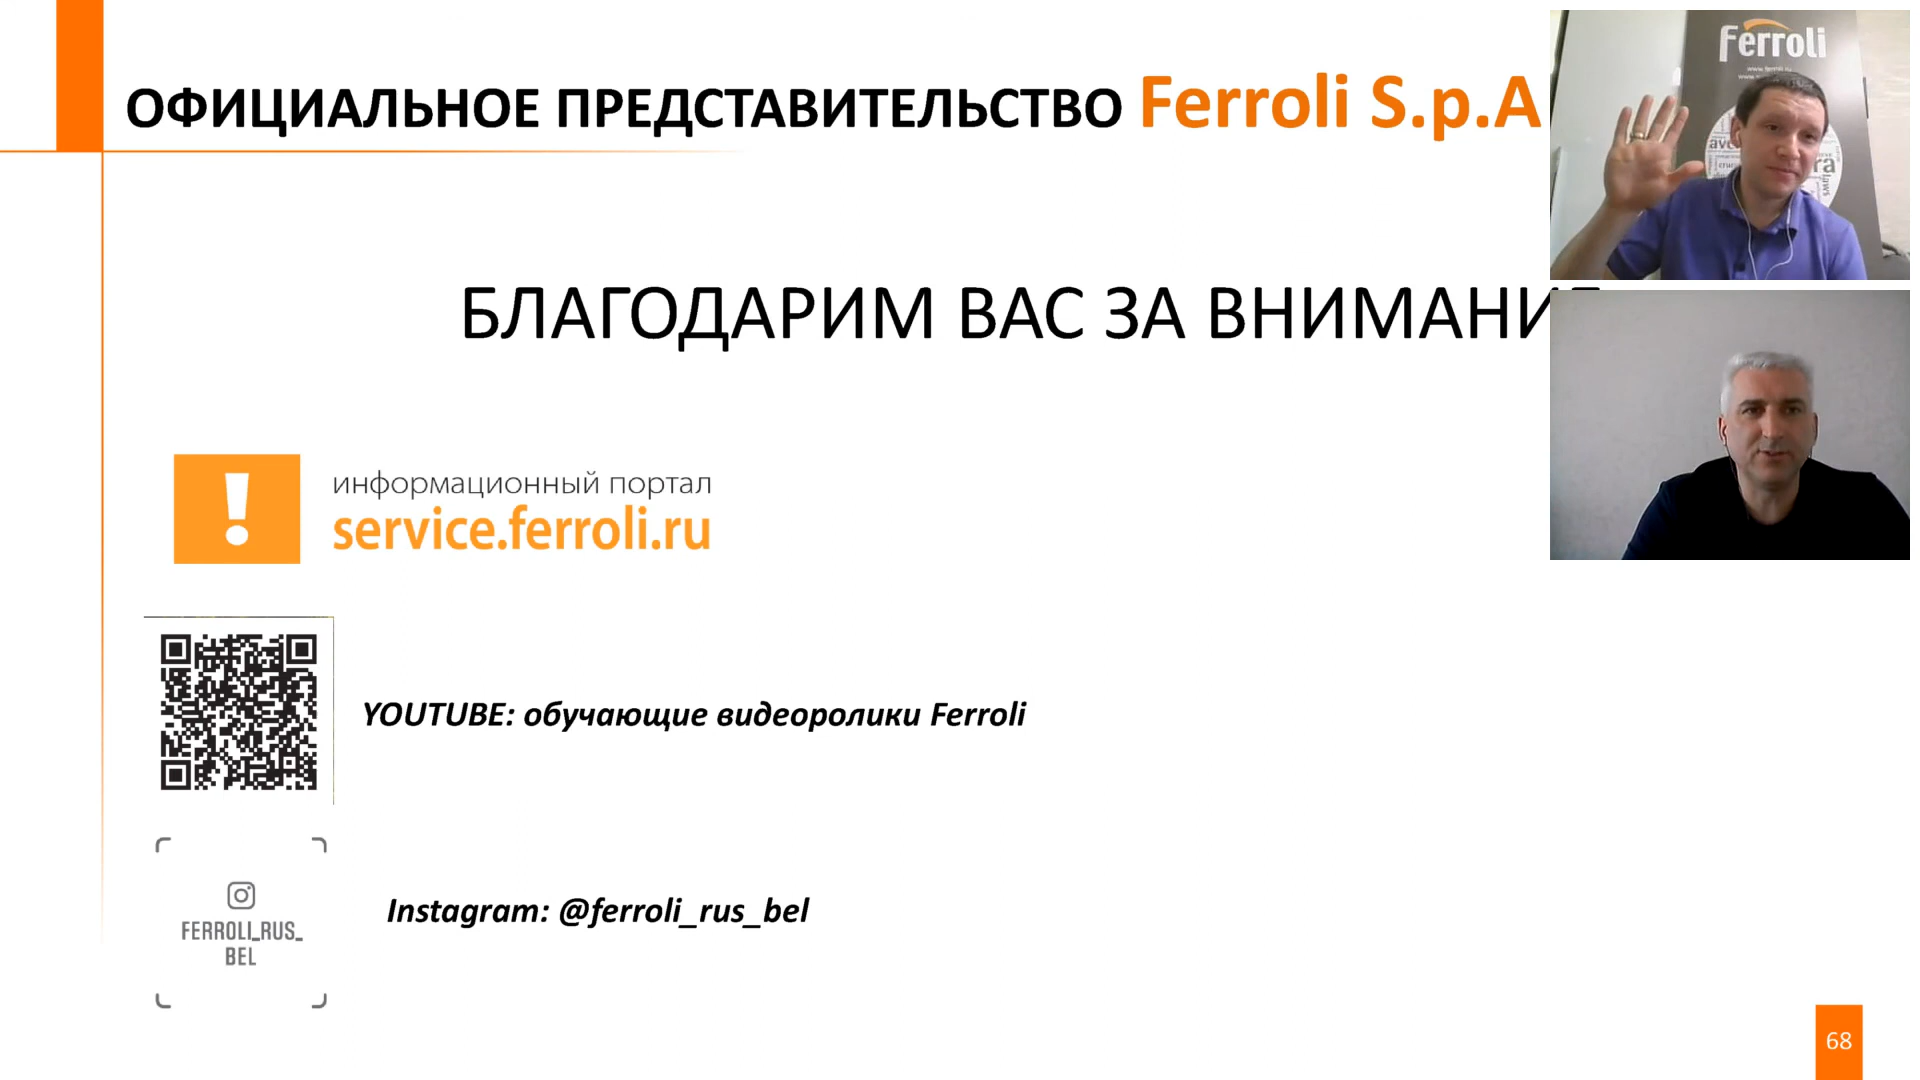 ОФИЦИАЛЬНОЕ ПРЕДСТАВИТЕЛЬСТВО Ferroli S.p.A
Ferroli
БЛАГОДАРИМ ВАС ЗА ВНИМАНИЕ
!
информационный портал
service.ferroli.ru
YOUTUBE: обучающие видеоролики Ferroli
FERROLI_RUS_
BEL
Instagram: @ferroli_rus_bel
68